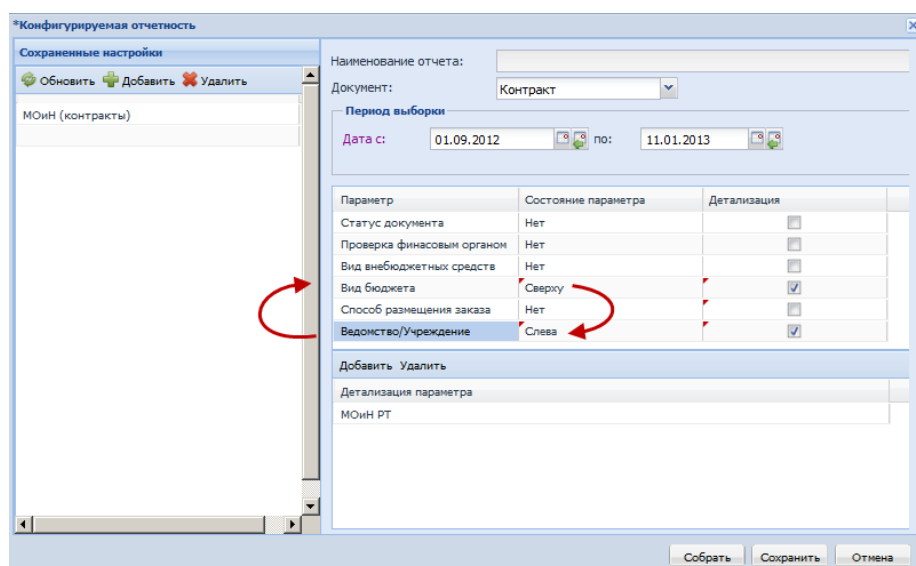 *Конфигурируемая отчетность
Сохраненные настройки
Обновить Добавить Удалить
МОиН (контракты)
Наименование отчета:
Документ: Контракт
Период выборки
Дата с: 01.09.2012 по: 11.01.2013
Параметр Состояние параметра Детализация
Статус документа Нет
Проверка финасовым органом Нет
Вид внебюджетных средств Нет
Вид бюджета Сверху
Способ размещения заказа Нет
Ведомство/Учреждение Слева
Добавить Удалить
Детализация параметра
МОиН РТ
Собрать Сохранить Отмена